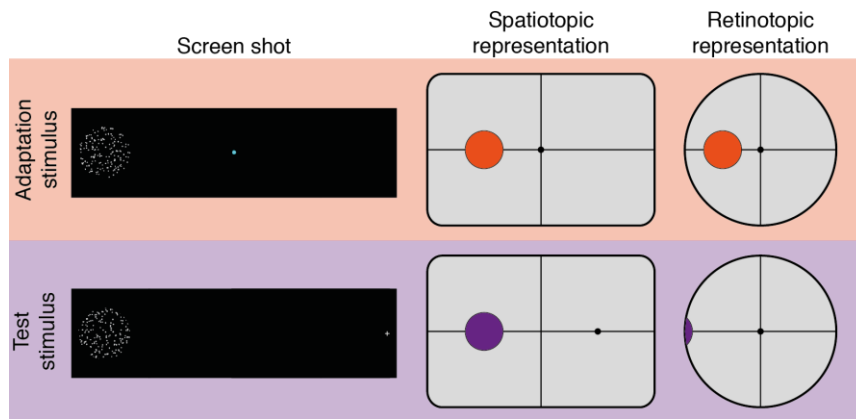 Screen shot
Spatiotopic
representation
Retinotopic
representation
Adaptation
stimulus
Test
stimulus